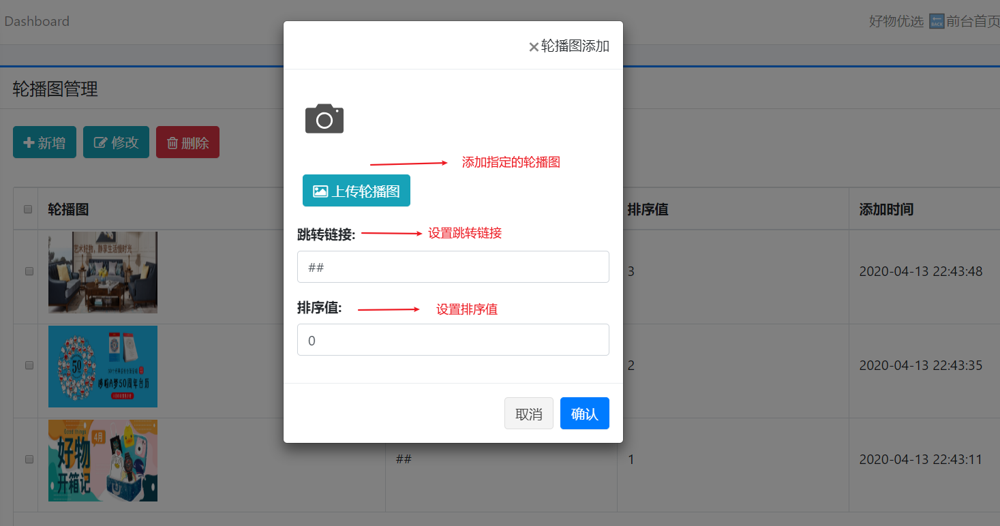 Dashboard
好物优选 BACK 前台首页
×轮播图添加
轮播图管理
新增 修改 删除
添加指定的轮播图
上传轮播图
轮播图
排序值
添加时间
跳转链接:
设置跳转链接
##
艺术好物,静享生活慢时光
3
2020-04-13 22:43:48
排序值:
设置排序值
0
50
哆啦A梦50周年台历
2
2020-04-13 22:43:35
取消
确认
4月
好物
开箱记
##
1
2020-04-13 22:43:11